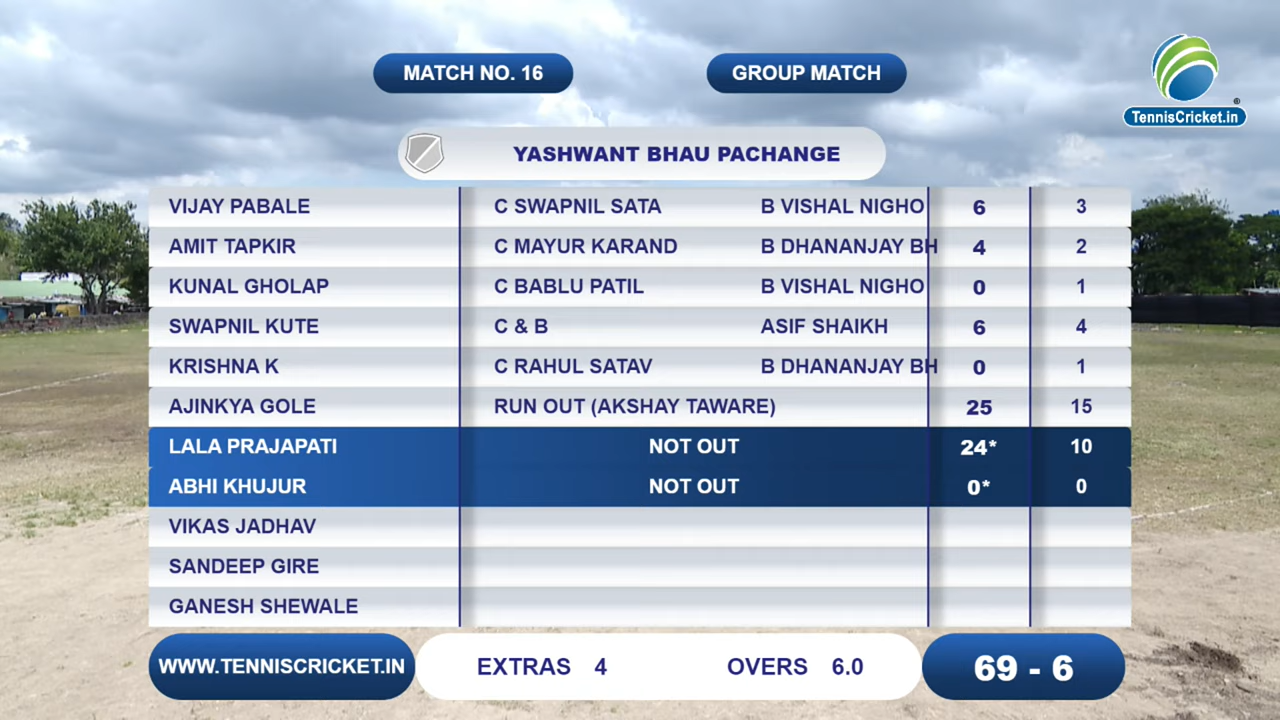 MATCH NO. 16
GROUP MATCH
TennisCricket.in
YASHWANT BHAU PACHANGE
VIJAY PABALE C SWAPNIL SATA B VISHAL NIGHO 6 3
AMIT TAPKIR C MAYUR KARAND B DHANANJAY BH 4 2
KUNAL GHOLAP C BABLU PATIL B VISHAL NIGHO 0 1
SWAPNIL KUTE C & B ASIF SHAIKH 6 4
KRISHNA K C RAHUL SATAV B DHANANJAY BH 0 1
AJINKYA GOLE RUN OUT (AKSHAY TAWARE) 25 15
LALA PRAJAPATI NOT OUT 24* 10
ABHI KHUJUR NOT OUT 0* 0
VIKAS JADHAV
SANDEEP GIRE
GANESH SHEWALE
WWW.TENNISCRICKET.IN EXTRAS 4 OVERS 6.0 69 - 6